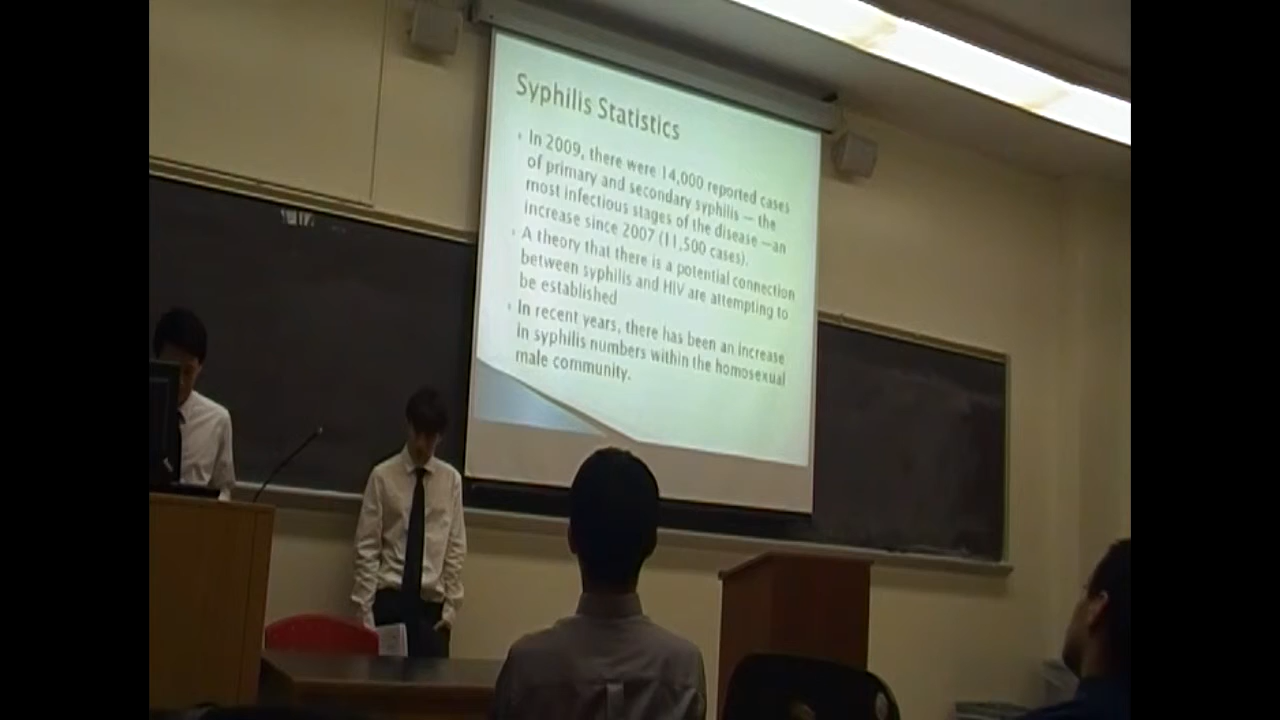 Syphilis Statistics
In 2009, there were 14,000 reported cases
of primary and secondary syphilis — the
most infectious stages of the disease —an
increase since 2007 (11,500 cases).
A theory that there is a potential connection
between syphilis and HIV are attempting to
be established
In recent years, there has been an increase
in syphilis numbers within the homosexual
male community.